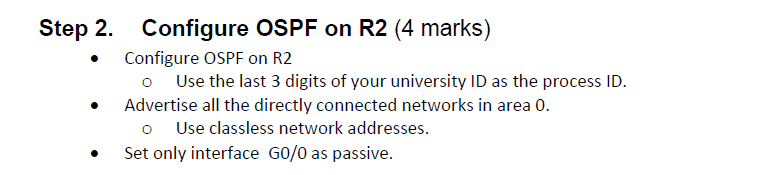 Step 2. Configure OSPF on R2 (4 marks)
• Configure OSPF on R2
o Use the last 3 digits of your university ID as the process ID.
• Advertise all the directly connected networks in area 0.
o Use classless network addresses.
• Set only interface G0/0 as passive.